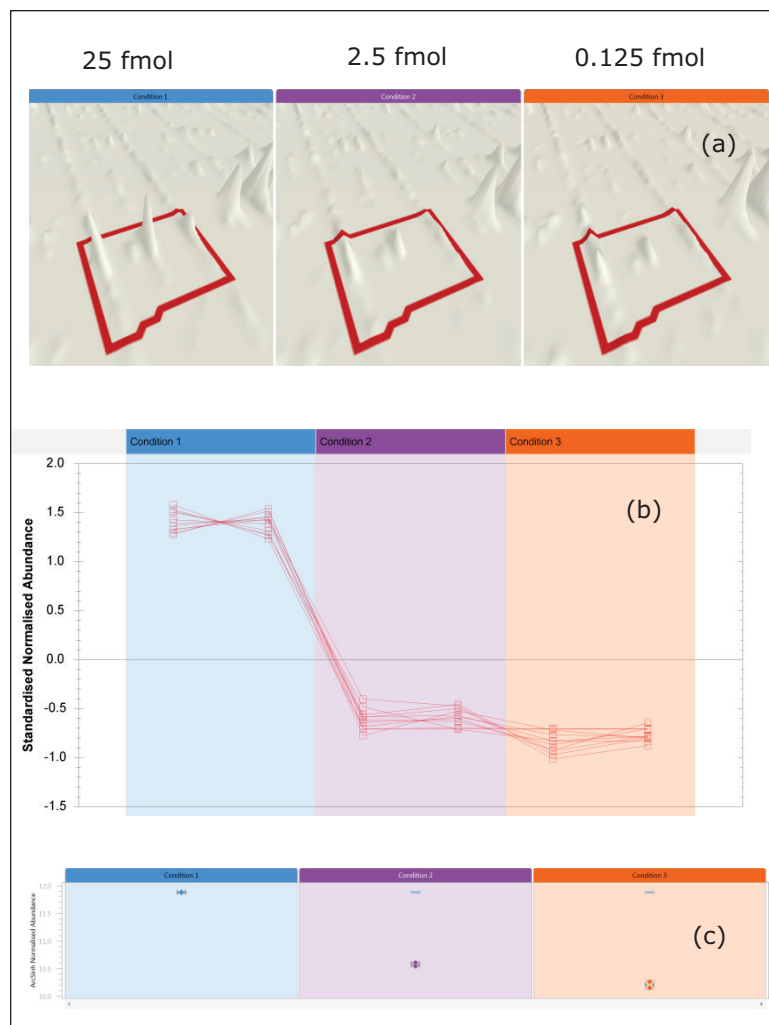 25 fmol 2.5 fmol 0.125 fmol
Condition 1 Condition 2 Condition 3
(a)
Condition 1 Condition 2 Condition 3
2.0
(b)
1.5
1.0
0.5
0.0
-0.5
-1.0
-1.5
Standardised Normalised Abundance
Condition 1 Condition 2 Condition 3
12.0
11.5
11.0
10.5
10.0
ArcSinh Normalised Abundance
(c)